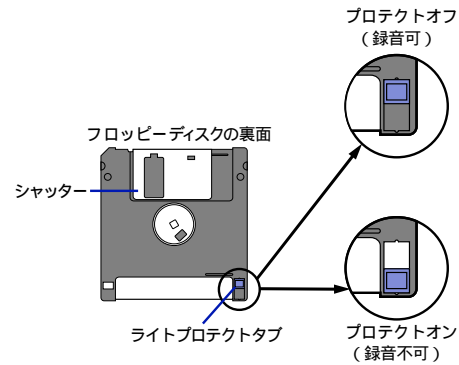 プロテクトオフ
（録音可）
フロッピーディスクの裏面
シャッター
ライトプロテクトタブ
プロテクトオン
（録音不可）